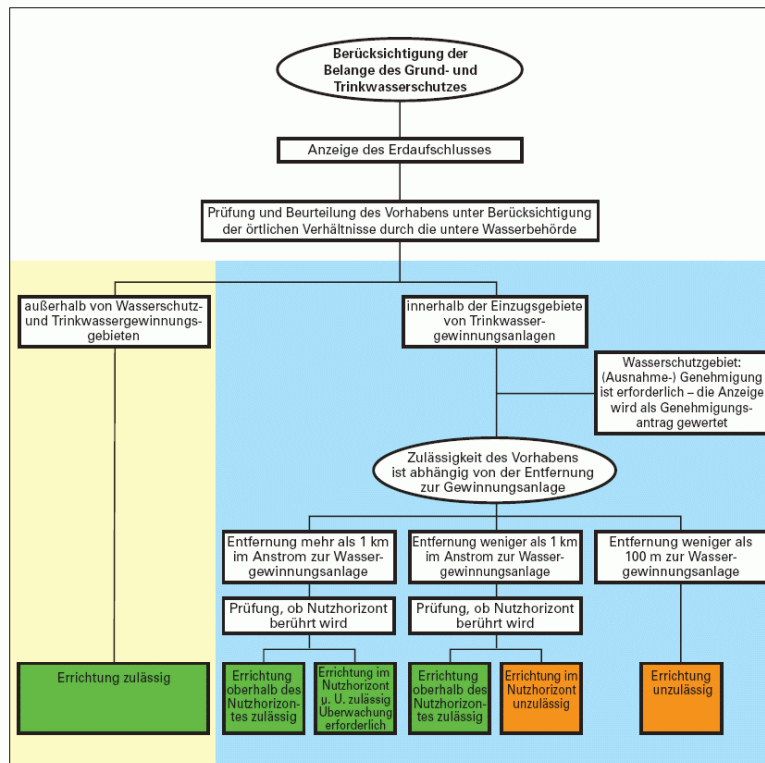 Berücksichtigung der
Belange des Grund- und
Trinkwasserschutzes
Anzeige des Erdaufschlusses
Prüfung und Beurteilung des Vorhabens unter Berücksichtigung
der örtlichen Verhältnisse durch die untere Wasserbehörde
außerhalb von Wasserschutz-
und Trinkwassergewinnungs-
gebieten
innerhalb der Einzugsgebiete
von Trinkwasser-
gewinnungsanlagen
Wasserschutzgebiet:
(Ausnahme-) Genehmigung
ist erforderlich – die Anzeige
wird als Genehmigungs-
antrag gewertet
Zulässigkeit des Vorhabens
ist abhängig von der Entfernung
zur Gewinnungsanlage
Entfernung mehr als 1 km
im Anstrom zur Wasser-
gewinnungsanlage
Entfernung weniger als 1 km
im Anstrom zur Wasser-
gewinnungsanlage
Entfernung weniger als
100 m zur Wasser-
gewinnungsanlage
Prüfung, ob Nutzhorizont
berührt wird
Prüfung, ob Nutzhorizont
berührt wird
Errichtung zulässig
Errichtung
oberhalb des
Nutzhorizon-
tes zulässig
Errichtung im
Nutzhorizont
u. U. zulässig
Überwachung
erforderlich
Errichtung
oberhalb des
Nutzhorizon-
tes zulässig
Errichtung im
Nutzhorizont
unzulässig
Errichtung
unzulässig